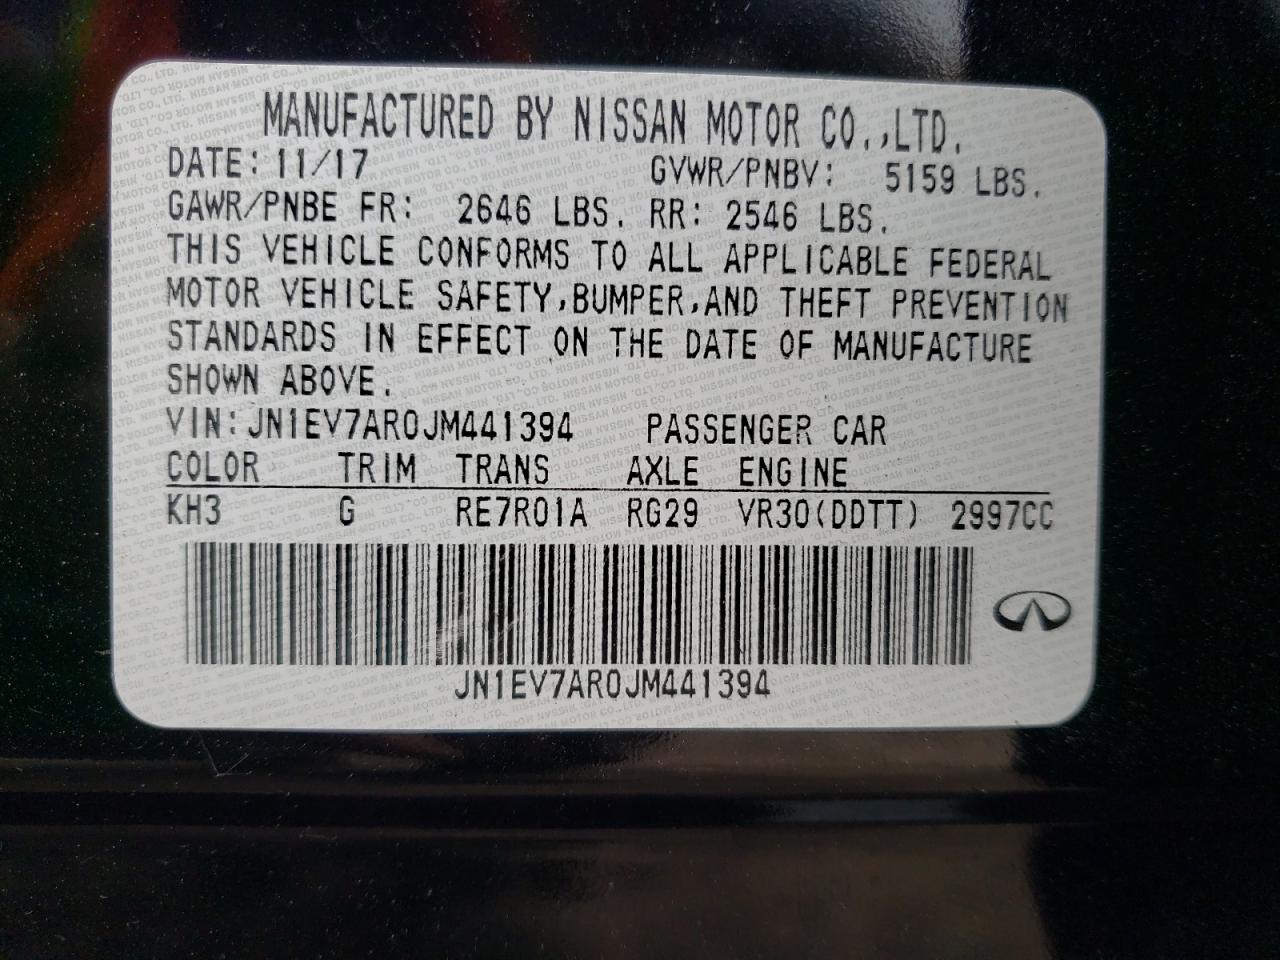 MANUFACTURED BY NISSAN MOTOR CO.,LTD.
DATE: 11/17 GVWR/PNBV: 5159 LBS.
GAWR/PNBE FR: 2646 LBS. RR: 2546 LBS.
THIS VEHICLE CONFORMS TO ALL APPLICABLE FEDERAL
MOTOR VEHICLE SAFETY,BUMPER,AND THEFT PREVENTION
STANDARDS IN EFFECT ON THE DATE OF MANUFACTURE
SHOWN ABOVE.
VIN:JN1EV7AR0JM441394 PASSENGER CAR
COLOR TRIM TRANS AXLE ENGINE
KH3 G RE7R01A RG29 VR30(DDTT) 2997CC
JN1EV7AR0JM441394